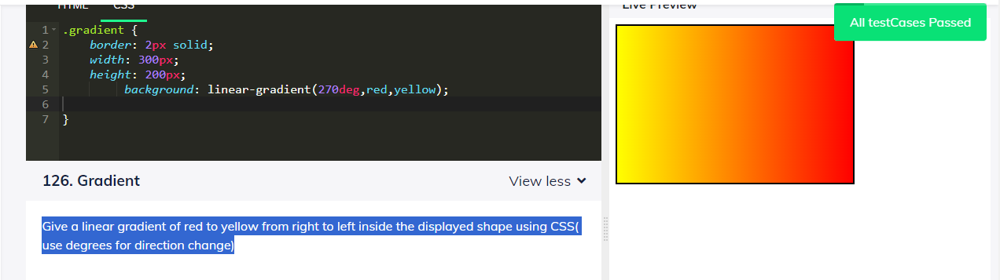 HTML CSS Live Preview
All testCases Passed
1 .gradient {
2 border: 2px solid;
3 width: 300px;
4 height: 200px;
5 background: linear-gradient(270deg,red,yellow);
6
7 }
126. Gradient View less
Give a linear gradient of red to yellow from right to left inside the displayed shape using CSS(
use degrees for direction change)